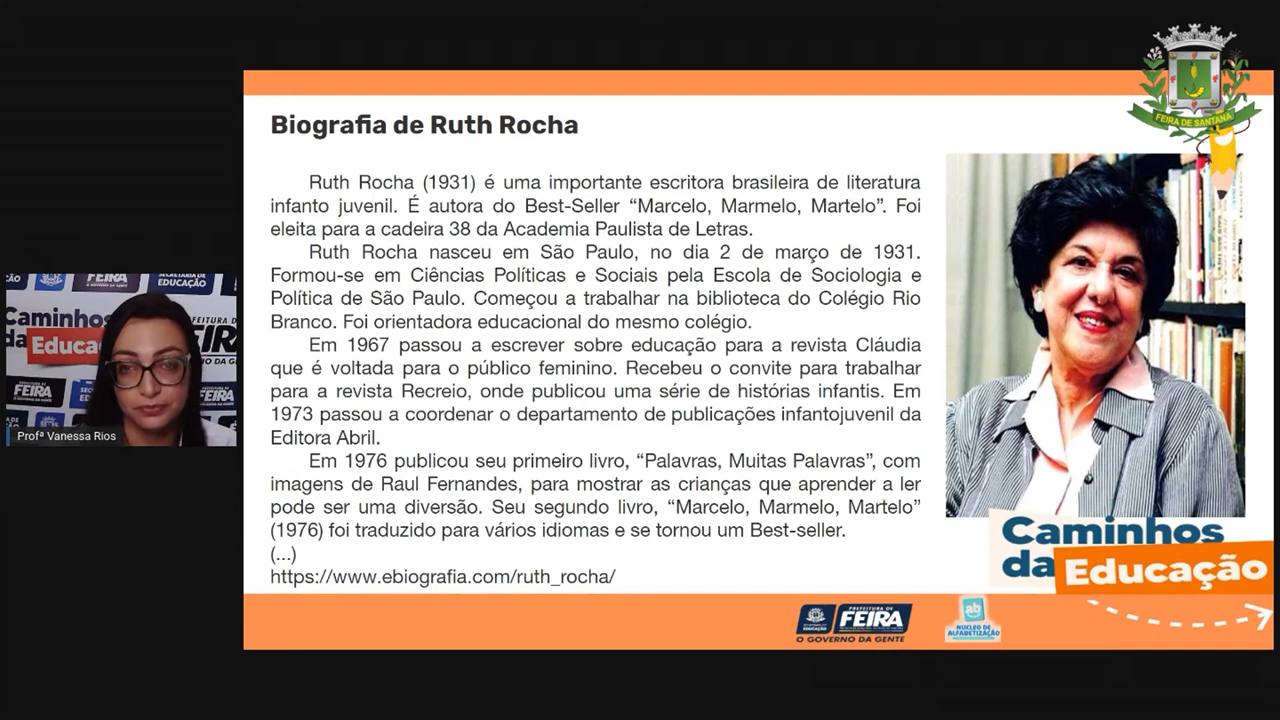 FEIRA DE SANTANA
Biografia de Ruth Rocha
Ruth Rocha (1931) é uma importante escritora brasileira de literatura
infanto juvenil. É autora do Best-Seller “Marcelo, Marmelo, Martelo”. Foi
eleita para a cadeira 38 da Academia Paulista de Letras.
Ruth Rocha nasceu em São Paulo, no dia 2 de março de 1931.
Formou-se em Ciências Políticas e Sociais pela Escola de Sociologia e
Política de São Paulo. Começou a trabalhar na biblioteca do Colégio Rio
Branco. Foi orientadora educacional do mesmo colégio.
Em 1967 passou a escrever sobre educação para a revista Cláudia
que é voltada para o público feminino. Recebeu o convite para trabalhar
para a revista Recreio, onde publicou uma série de histórias infantis. Em
1973 passou a coordenar o departamento de publicações infantojuvenil da
Editora Abril.
Em 1976 publicou seu primeiro livro, “Palavras, Muitas Palavras”, com
imagens de Raul Fernandes, para mostrar as crianças que aprender a ler
pode ser uma diversão. Seu segundo livro, “Marcelo, Marmelo, Martelo”
(1976) foi traduzido para vários idiomas e se tornou um Best-seller.
(...)
https://www.ebiografia.com/ruth_rocha/
Caminhos
da Educação
PREFEITURA DE
FEIRA
O GOVERNO DA GENTE
ab
NÚCLEO DE
ALFABETIZAÇÃO
FEIRA
SECRETARIA DE
EDUCAÇÃO
Caminhos
da
Educa
FEIRA
Profª Vanessa Rios